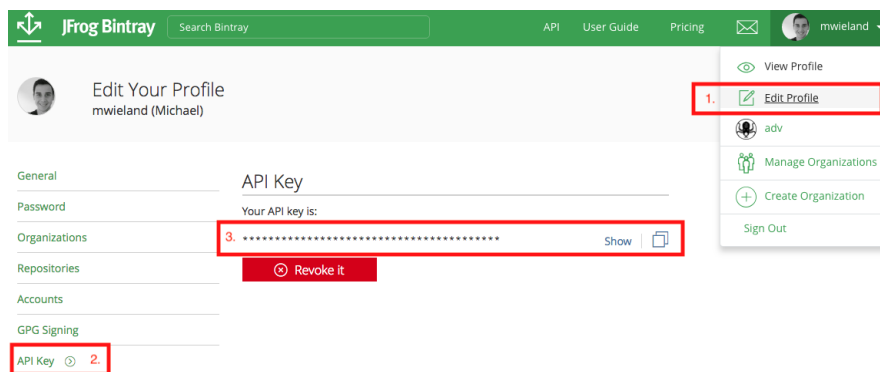 JFrog Bintray
Search Bintray
API
User Guide
Pricing
mwieland
Edit Your Profile
mwieland (Michael)
View Profile
1.
Edit Profile
adv
Manage Organizations
Create Organization
Sign Out
General
Password
Organizations
Repositories
Accounts
GPG Signing
API Key
2.
API Key
Your API key is:
3.
****************************************
Show
Revoke it